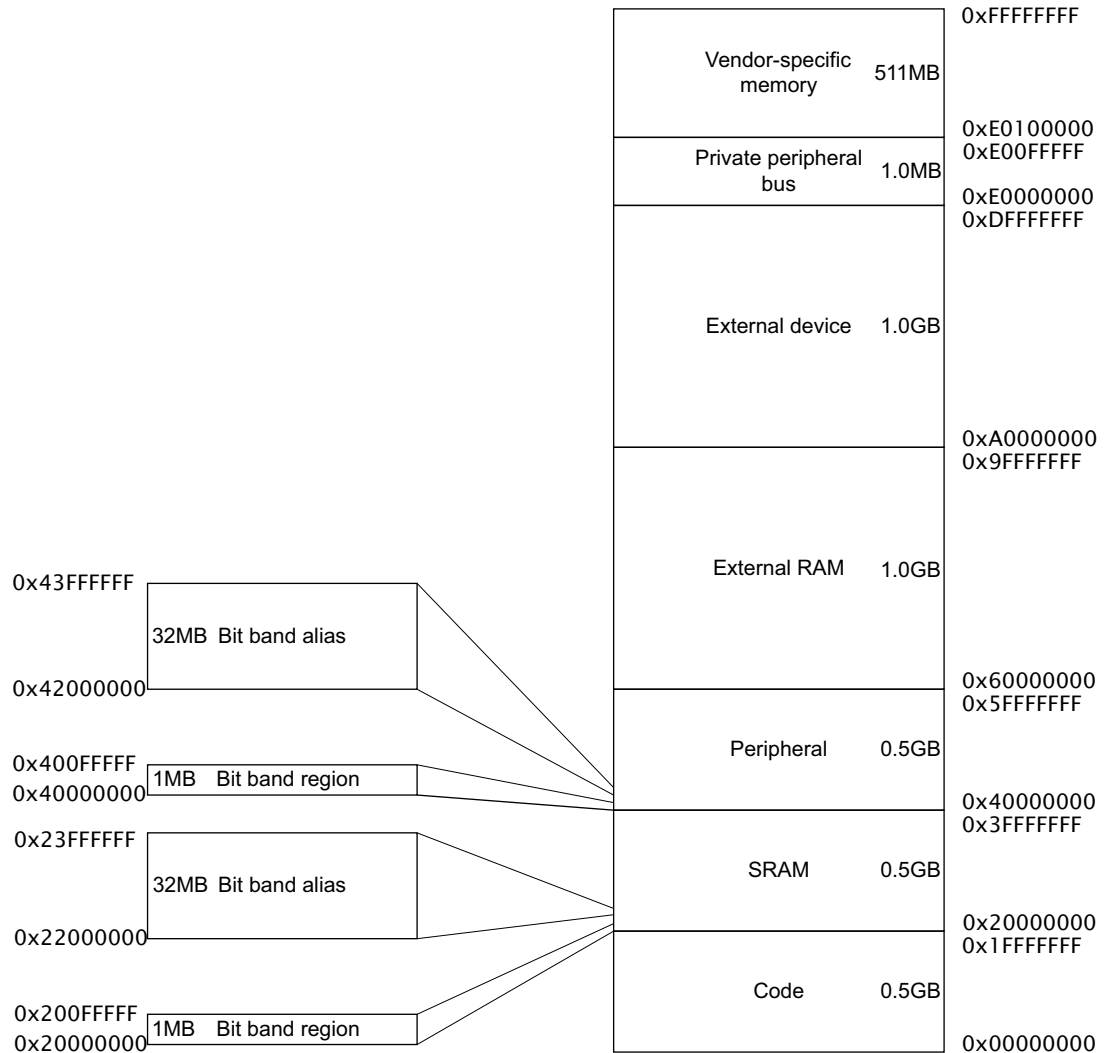 0xFFFFFFFF
Vendor-specific
memory
511MB
0xE0100000
0xE00FFFFF
Private peripheral
bus
1.0MB
0xE0000000
0xDFFFFFFF
External device 1.0GB
0xA0000000
0x9FFFFFFF
External RAM 1.0GB
0x60000000
0x5FFFFFFF
Peripheral 0.5GB
0x40000000
0x3FFFFFFF
SRAM 0.5GB
0x20000000
0x1FFFFFFF
Code 0.5GB
0x00000000
0x43FFFFFF
32MB Bit band alias
0x42000000
0x400FFFFF
1MB Bit band region
0x40000000
0x23FFFFFF
32MB Bit band alias
0x22000000
0x200FFFFF
1MB Bit band region
0x20000000